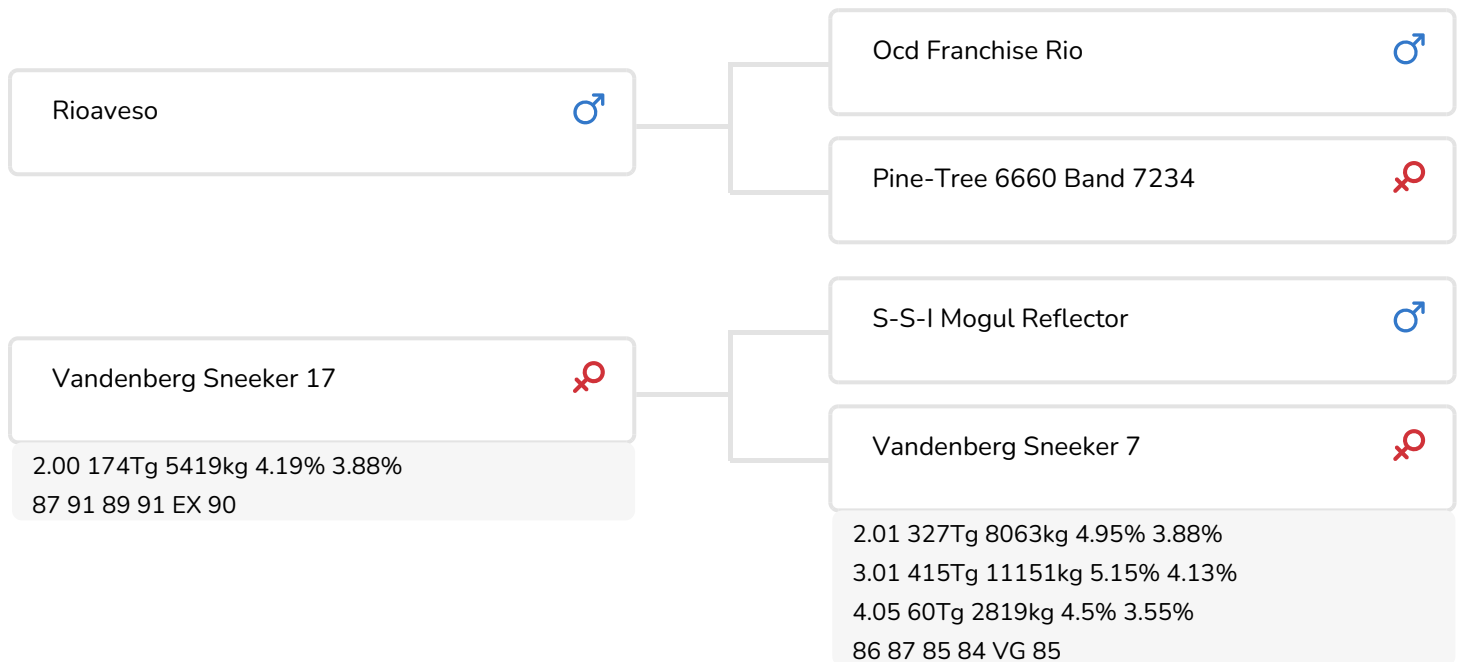 Rioaveso
Vandenberg Sneeker 17
2.00 174Tg 5419kg 4.19% 3.88%
87 91 89 91 EX 90
Ocd Franchise Rio
Pine-Tree 6660 Band 7234
S-S-I Mogul Reflector
Vandenberg Sneeker 7
2.01 327Tg 8063kg 4.95% 3.88%
3.01 415Tg 11151kg 5.15% 4.13%
4.05 60Tg 2819kg 4.5% 3.55%
86 87 85 84 VG 85